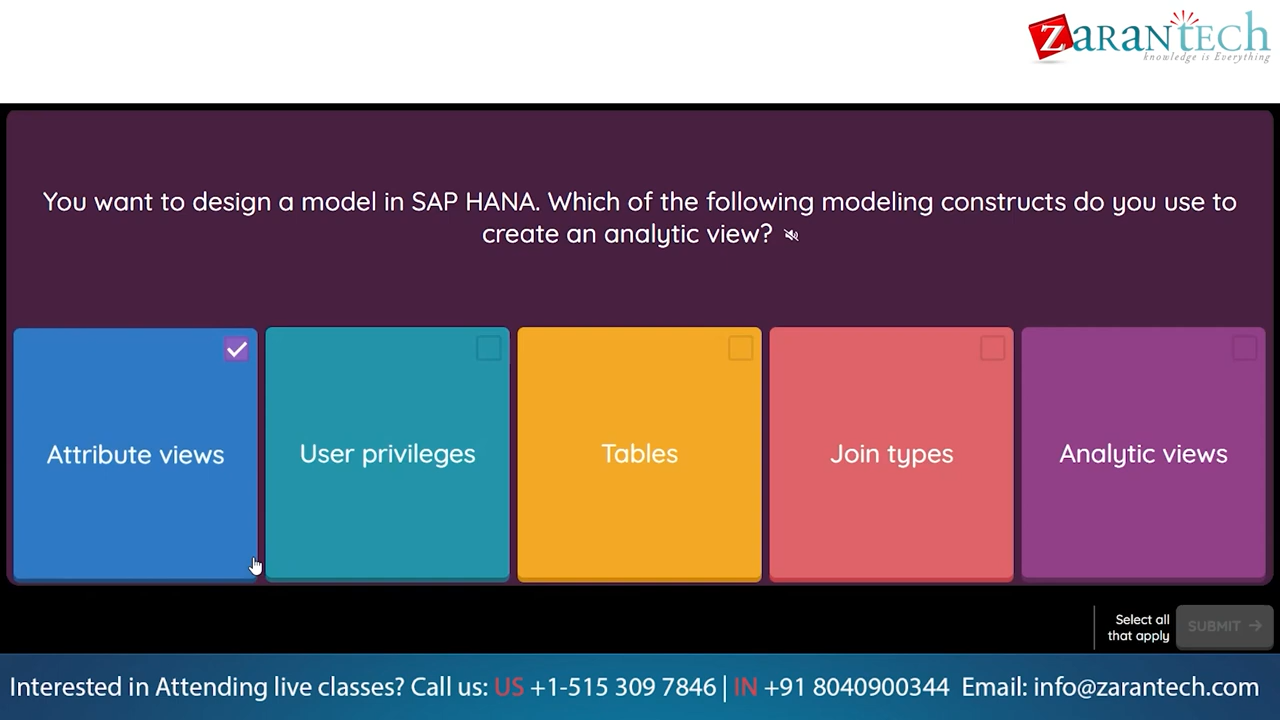 ZARANTECH
knowledge is Everything
You want to design a model in SAP HANA. Which of the following modeling constructs do you use to
create an analytic view?
Attribute views
User privileges
Tables
Join types
Analytic views
Select all
that apply
SUBMIT
Interested in Attending live classes? Call us: US +1-515 309 7846 | IN +91 8040900344 Email: info@zarantech.com